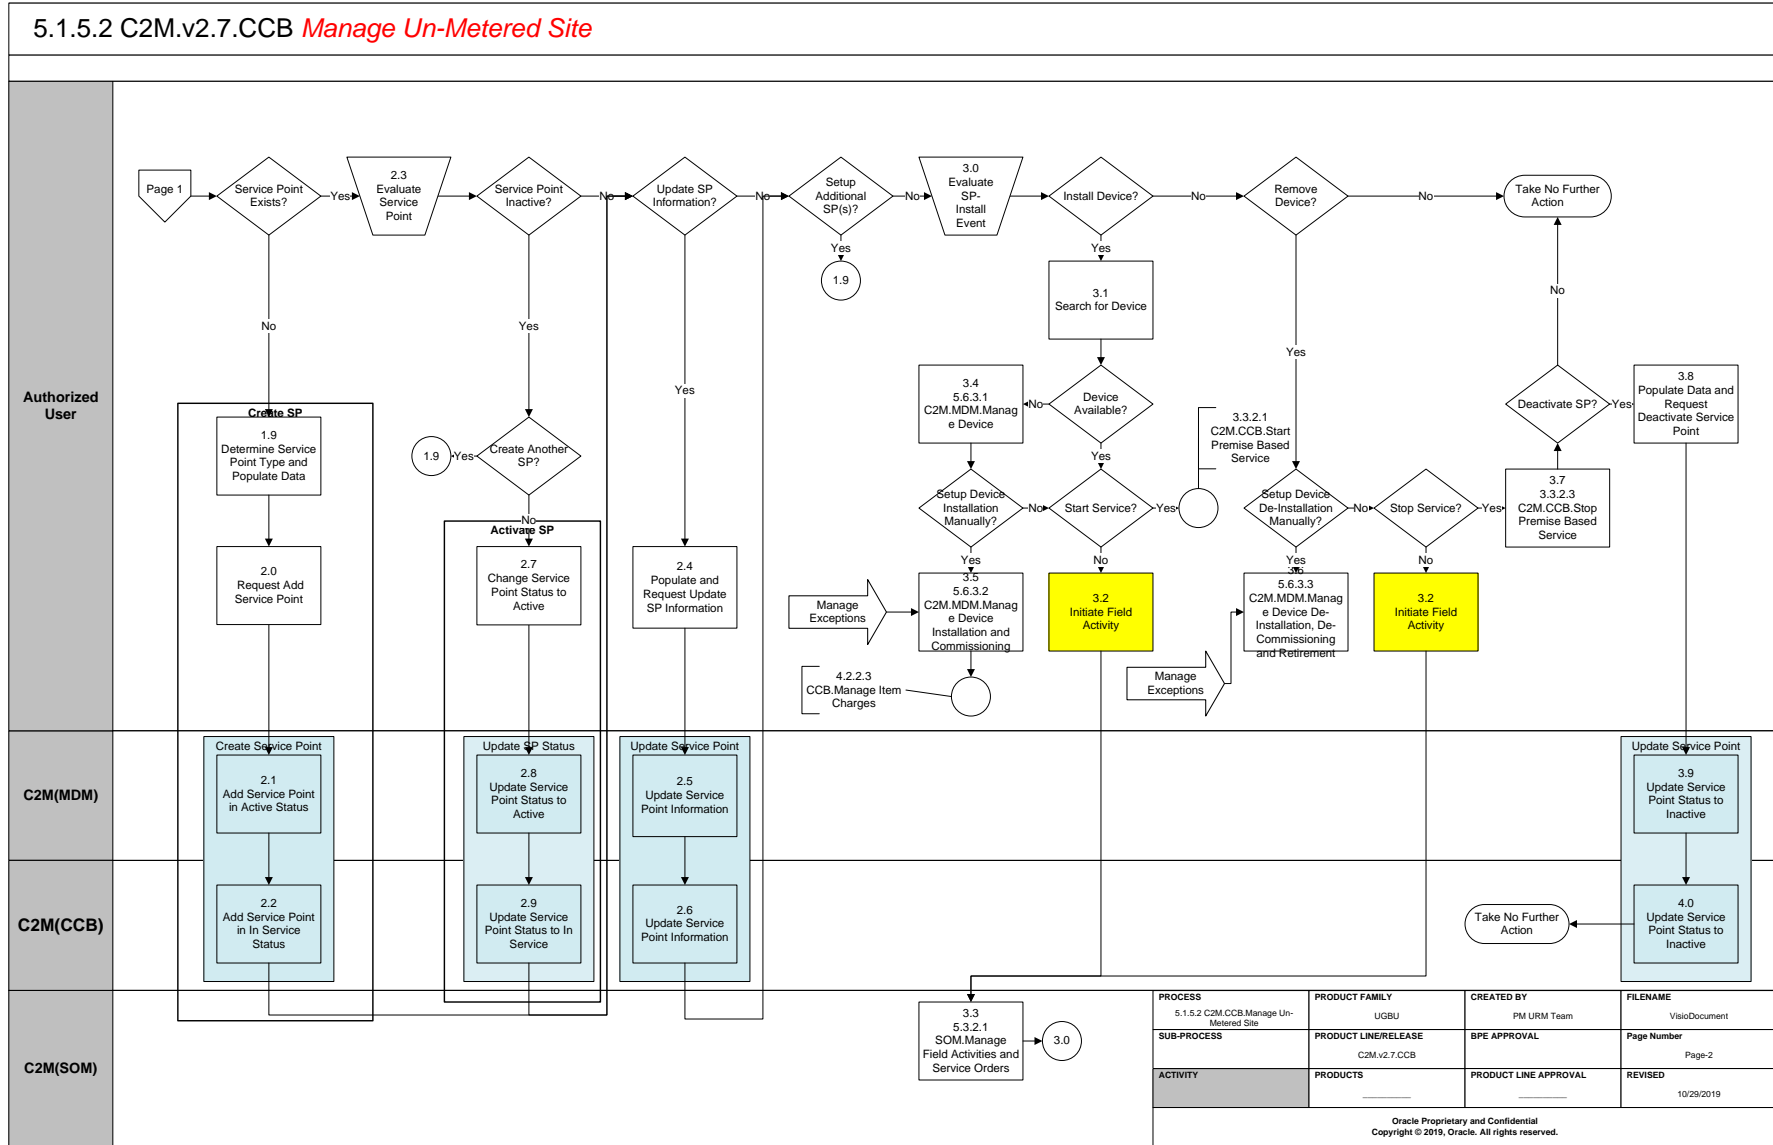 5.1.5.2 C2M.v2.7.CCB Manage Un-Metered Site
Authorized
User
Page 1
Service Point
Exists?
Yes
2.3
Evaluate
Service
Point
Service Point
Inactive?
No
Update SP
Information?
No
Setup
Additional
SP(s)?
No
3.0
Evaluate
SP-
Install
Event
Install Device?
No
Remove
Device?
No
Take No Further
Action
Yes
1.9
Yes
3.1
Search for Device
No
Yes
Yes
Yes
No
3.4
5.6.3.1
C2M.MDM.Manag
e Device
No
Device
Available?
Yes
3.3.2.1
C2M.CCB.Start
Premise Based
Service
Deactivate SP?
Yes
3.8
Populate Data and
Request
Deactivate Service
Point
Create SP
1.9
Determine Service
Point Type and
Populate Data
1.9
Yes
Create Another
SP?
No
Setup Device
Installation
Manually?
No
Start Service?
Yes
Setup Device
De-Installation
Manually?
No
Stop Service?
Yes
3.7
3.3.2.3
C2M.CCB.Stop
Premise Based
Service
Activate SP
2.0
Request Add
Service Point
2.7
Change Service
Point Status to
Active
2.4
Populate and
Request Update
SP Information
Manage
Exceptions
Yes
3.5
5.6.3.2
C2M.MDM.Manag
e Device
Installation and
Commissioning
No
3.2
Initiate Field
Activity
Yes
3.6
5.6.3.3
C2M.MDM.Manag
e Device De-
Installation, De-
Commissioning
and Retirement
No
3.2
Initiate Field
Activity
4.2.2.3
CCB.Manage Item
Charges
Manage
Exceptions
C2M(MDM)
Create Service Point
2.1
Add Service Point
in Active Status
Update SP Status
2.8
Update Service
Point Status to
Active
Update Service Point
2.5
Update Service
Point Information
Update Service Point
3.9
Update Service
Point Status to
Inactive
C2M(CCB)
2.2
Add Service Point
in In Service
Status
2.9
Update Service
Point Status to In
Service
2.6
Update Service
Point Information
Take No Further
Action
4.0
Update Service
Point Status to
Inactive
C2M(SOM)
3.3
5.3.2.1
SOM.Manage
Field Activities and
Service Orders
3.0
PROCESS
5.1.5.2 C2M.CCB.Manage Un-
Metered Site
PRODUCT FAMILY
UGBU
CREATED BY
PM URM Team
FILENAME
VisioDocument
SUB-PROCESS
PRODUCT LINE/RELEASE
C2M.v2.7.CCB
BPE APPROVAL
Page Number
Page-2
ACTIVITY
PRODUCTS
PRODUCT LINE APPROVAL
REVISED
10/29/2019
Oracle Proprietary and Confidential
Copyright © 2019, Oracle. All rights reserved.